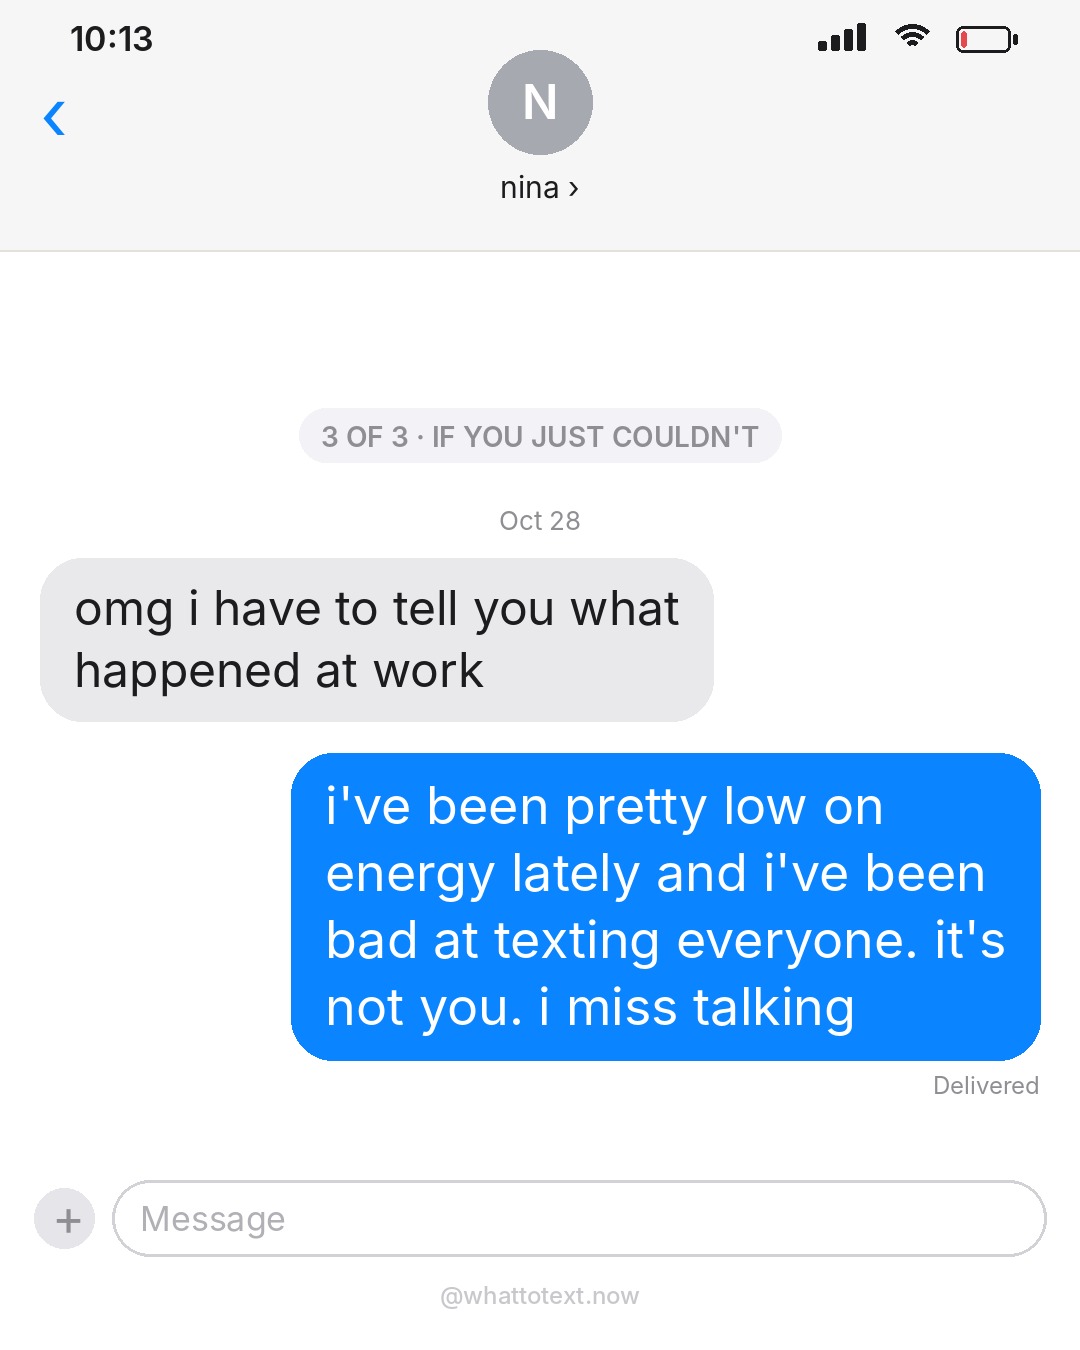 10:13
N
nina ›
3 OF 3 · IF YOU JUST COULDN'T
Oct 28
omg i have to tell you what
happened at work
i've been pretty low on
energy lately and i've been
bad at texting everyone. it's
not you. i miss talking
Delivered
+ Message
@whattotext.now